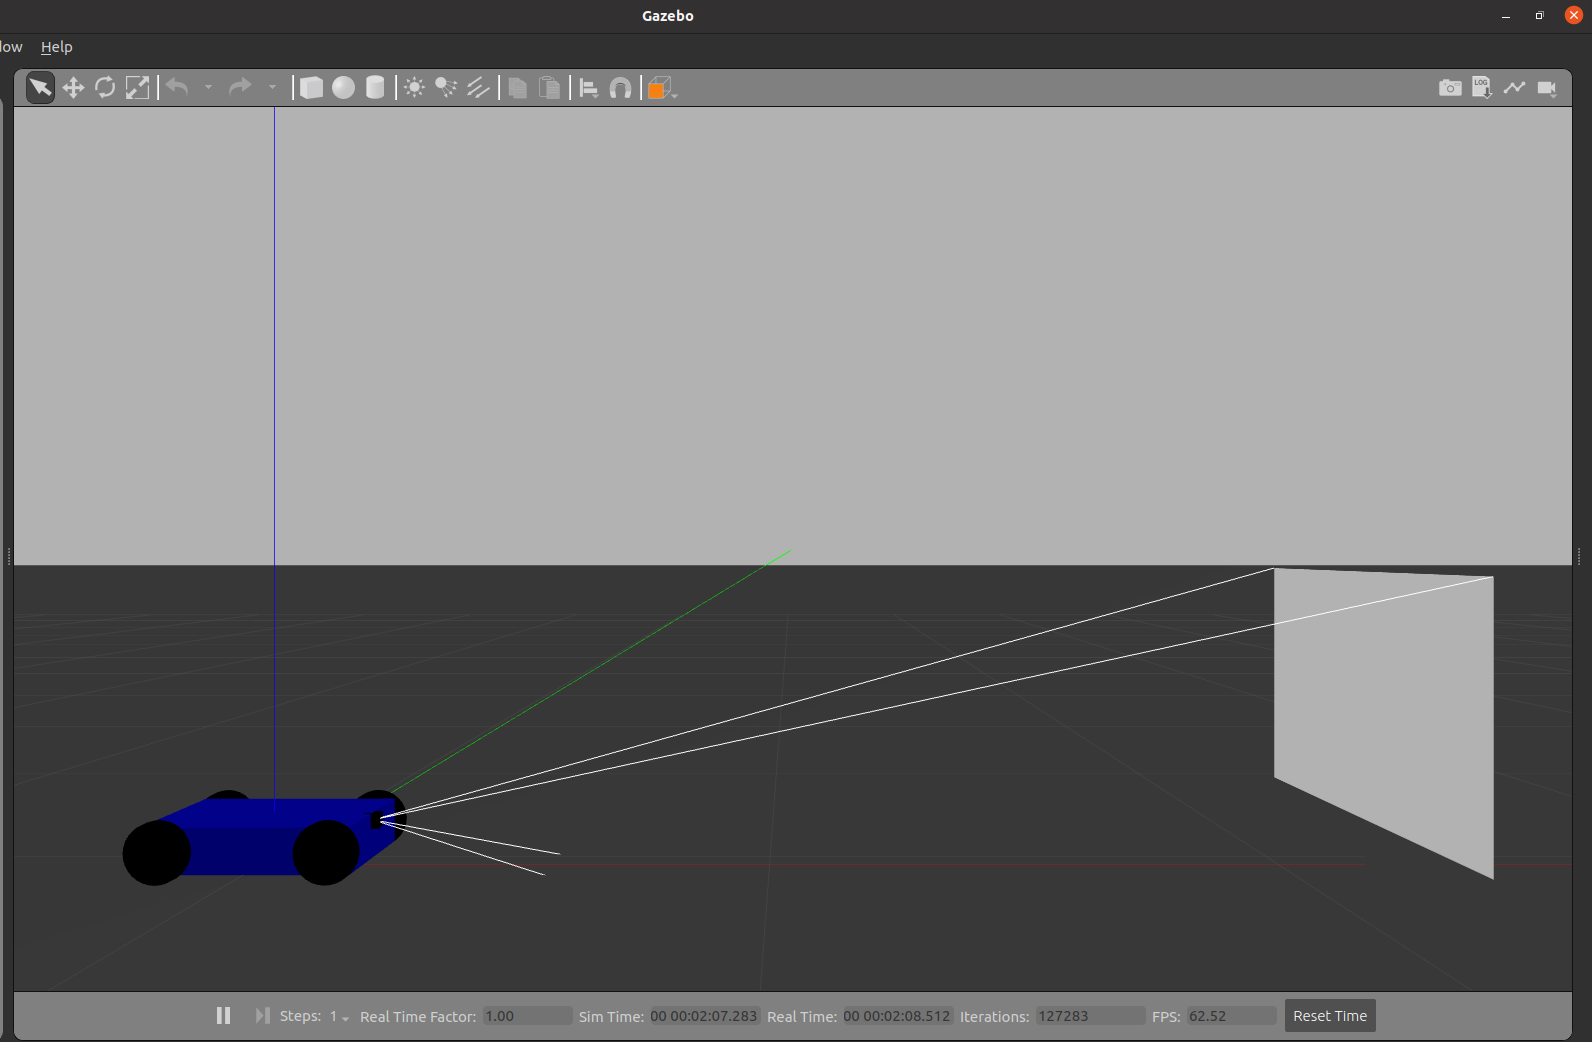 Gazebo
Help
LOG
Steps: 1 Real Time Factor: 1.00 Sim Time: 00 00:02:07.283 Real Time: 00 00:02:08.512 Iterations: 127283 FPS: 62.52 Reset Time